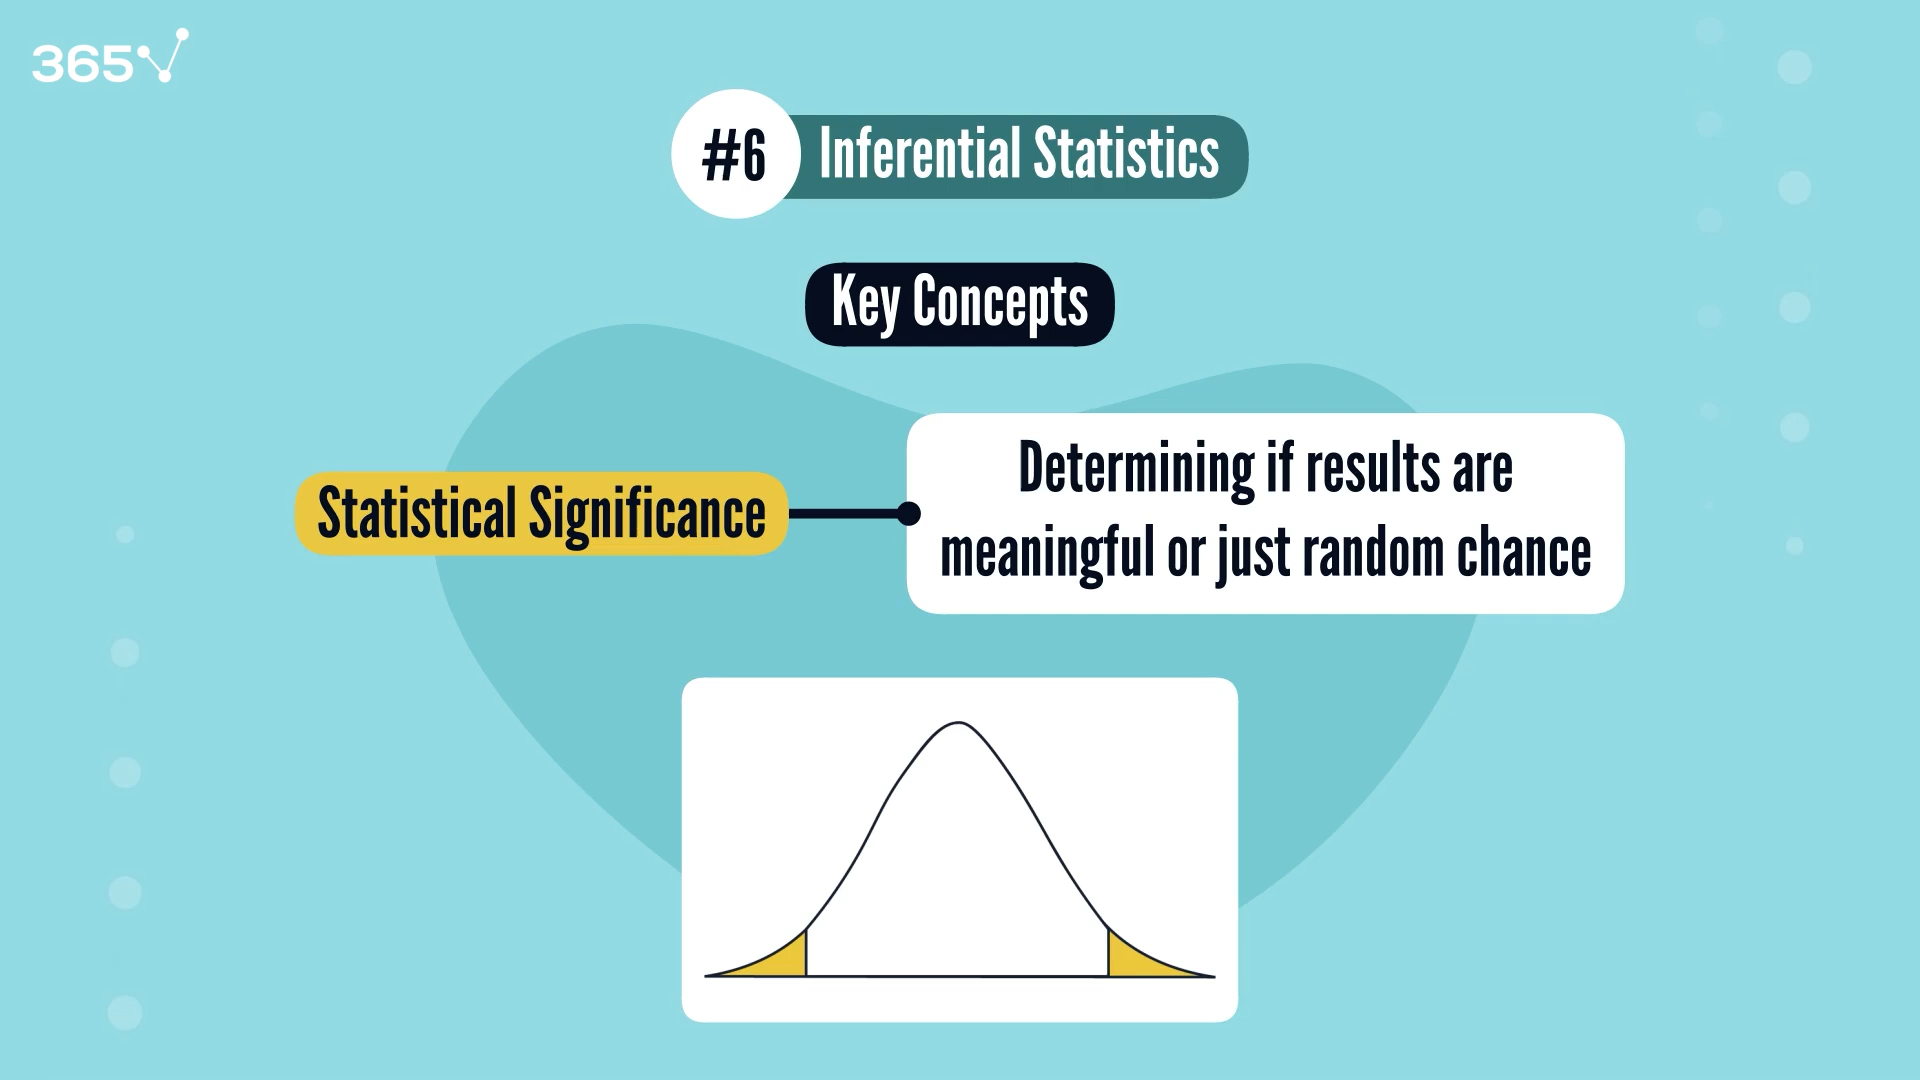 365
#6 Inferential Statistics
Key Concepts
Statistical Significance
Determining if results are
meaningful or just random chance